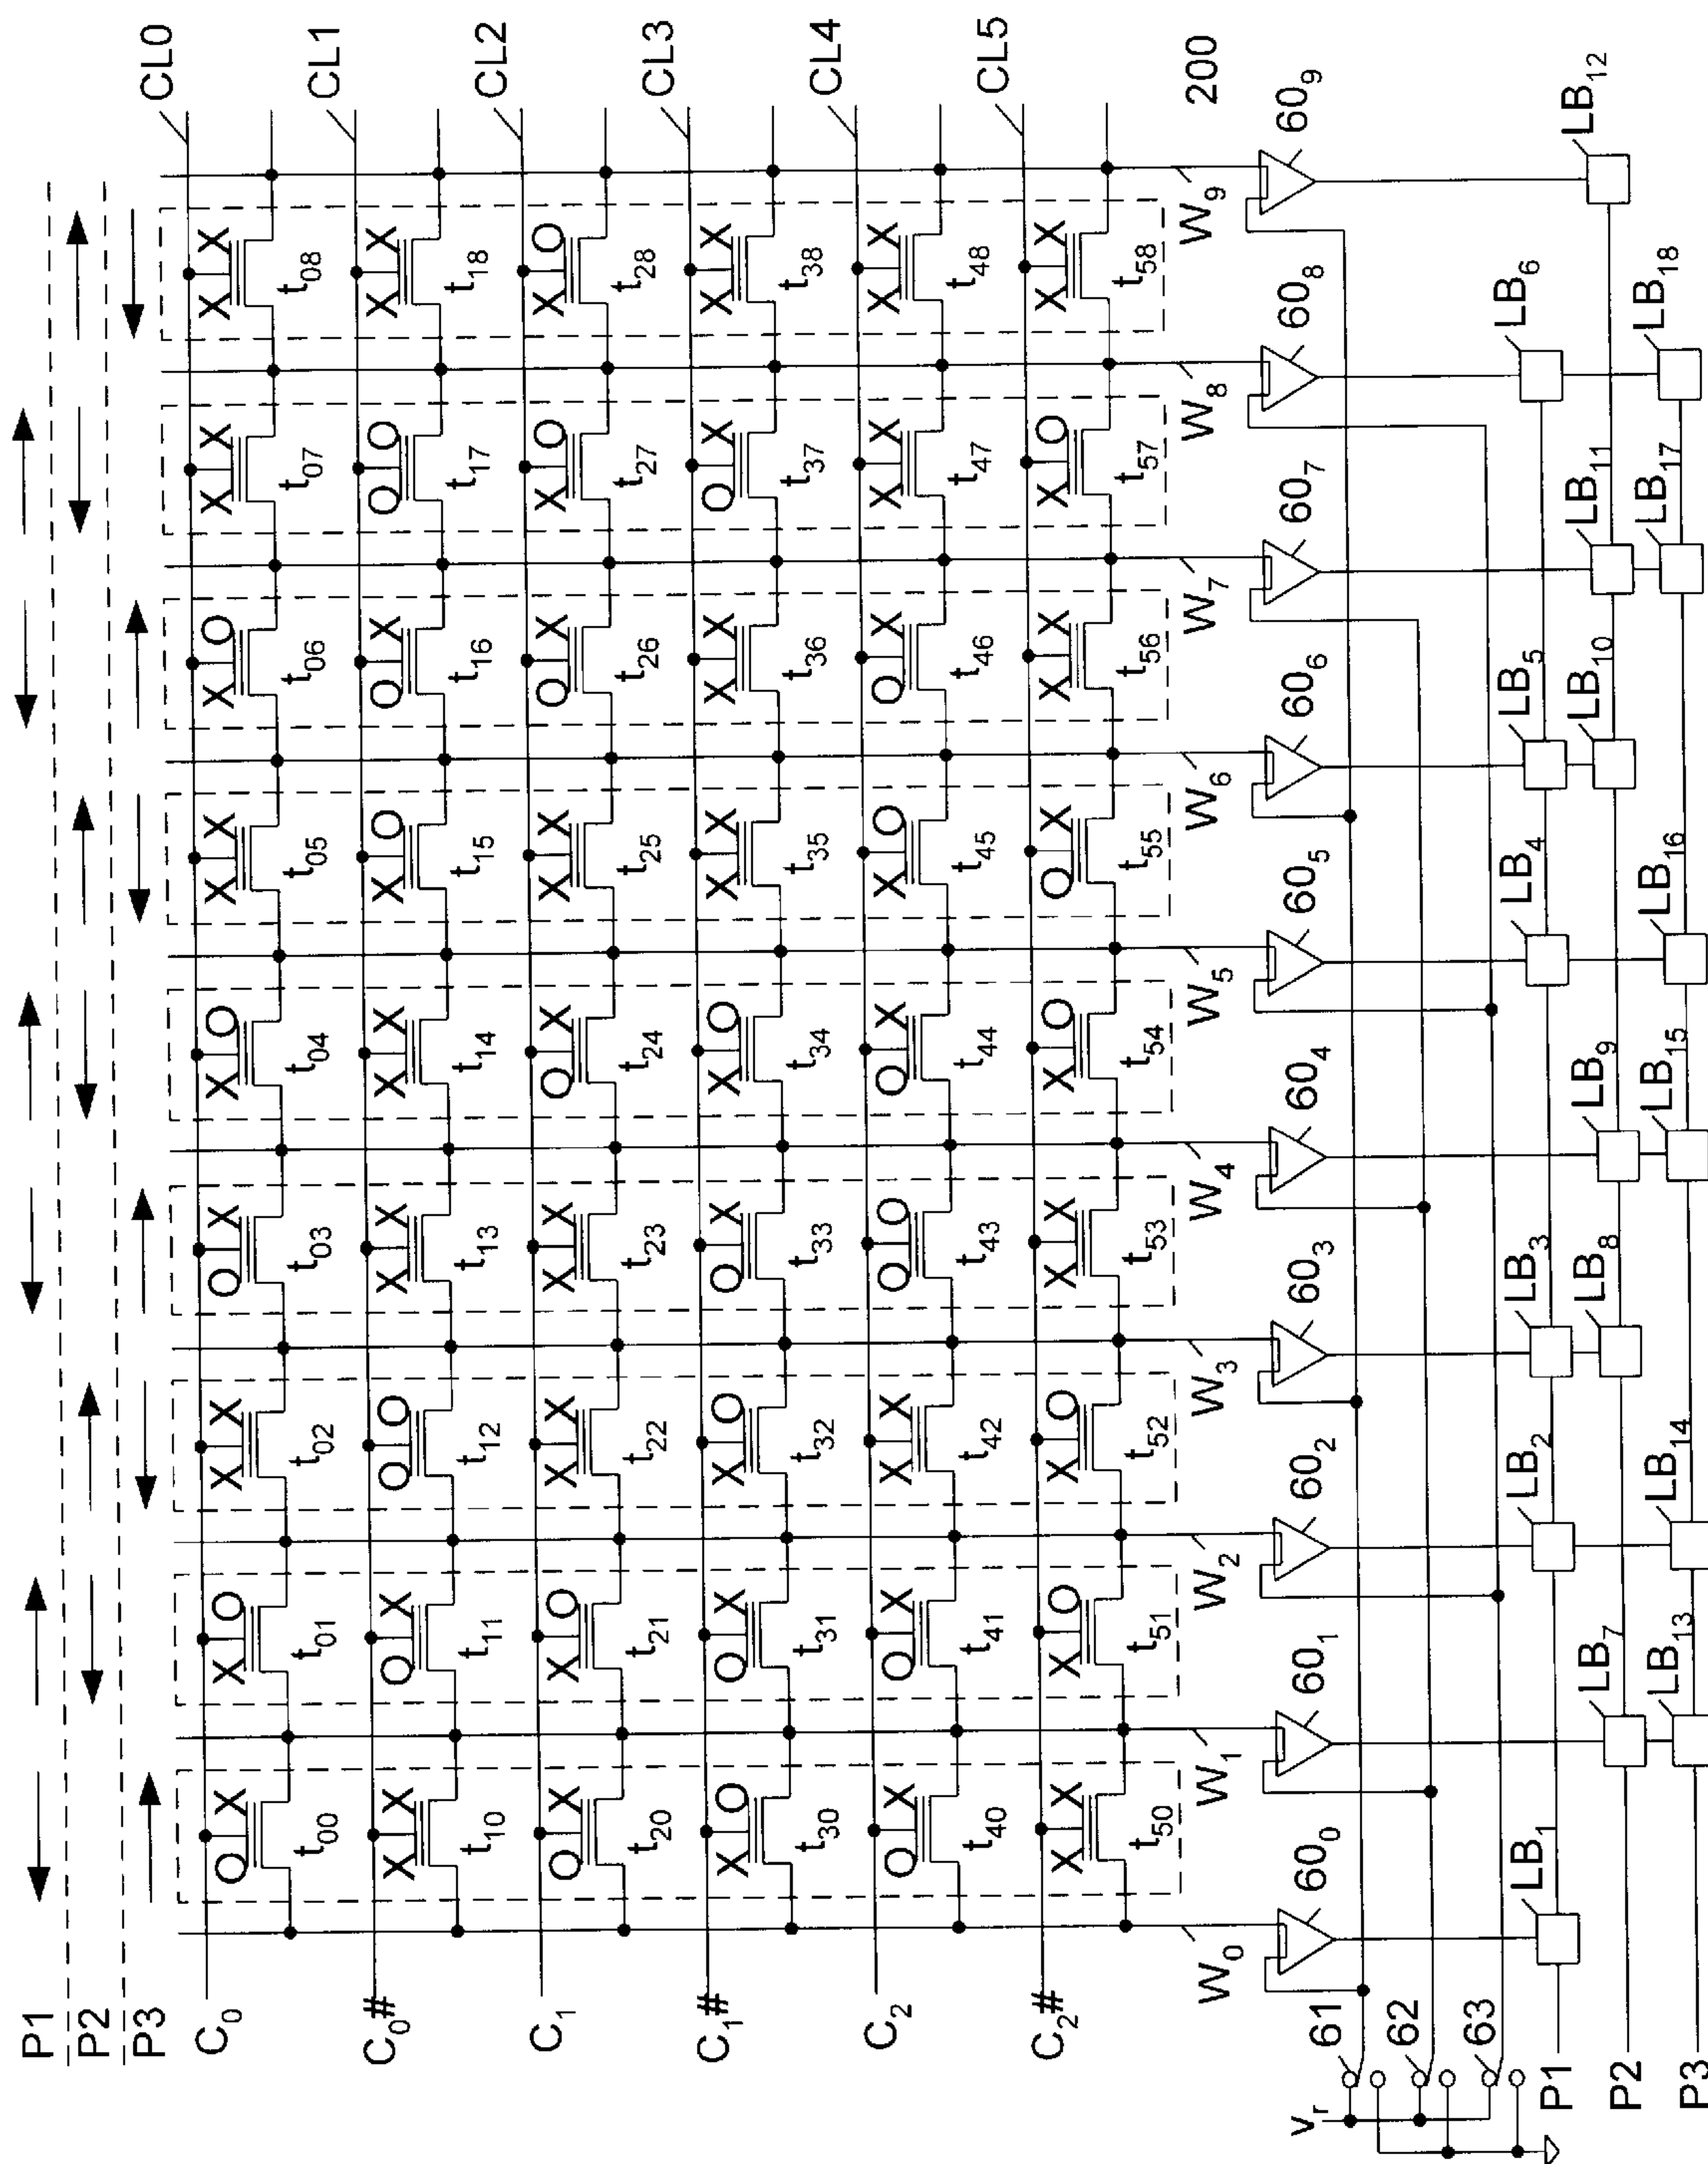 P1
P2
P3
C0 CL0
O X X O X X O X X O X X X O X X X X
t00 t01 t02 t03 t04 t05 t06 t07 t08
C0# CL1
X X O X O O X X X X X O O X O O X X
t10 t11 t12 t13 t14 t15 t16 t17 t18
C1 CL2
O X X O X X X X O X X X O X X O X O
t20 t21 t22 t23 t24 t25 t26 t27 t28
C1# CL3
X O O X X O O X X O X X X X O X X X
t30 t31 t32 t33 t34 t35 t36 t37 t38
C2 CL4
O X O X X X O O O X X O O X X X X X
t40 t41 t42 t43 t44 t45 t46 t47 t48
C2# CL5
X X X O X O X X X O O X X X X O X X
t50 t51 t52 t53 t54 t55 t56 t57 t58
W0 W1 W2 W3 W4 W5 W6 W7 W8 W9 200
600 601 602 603 604 605 606 607 608 609
vr
61
62
63
P1 LB1 LB2 LB3 LB4 LB5 LB6
P2 LB7 LB8 LB9 LB10 LB11 LB12
P3 LB13 LB14 LB15 LB16 LB17 LB18